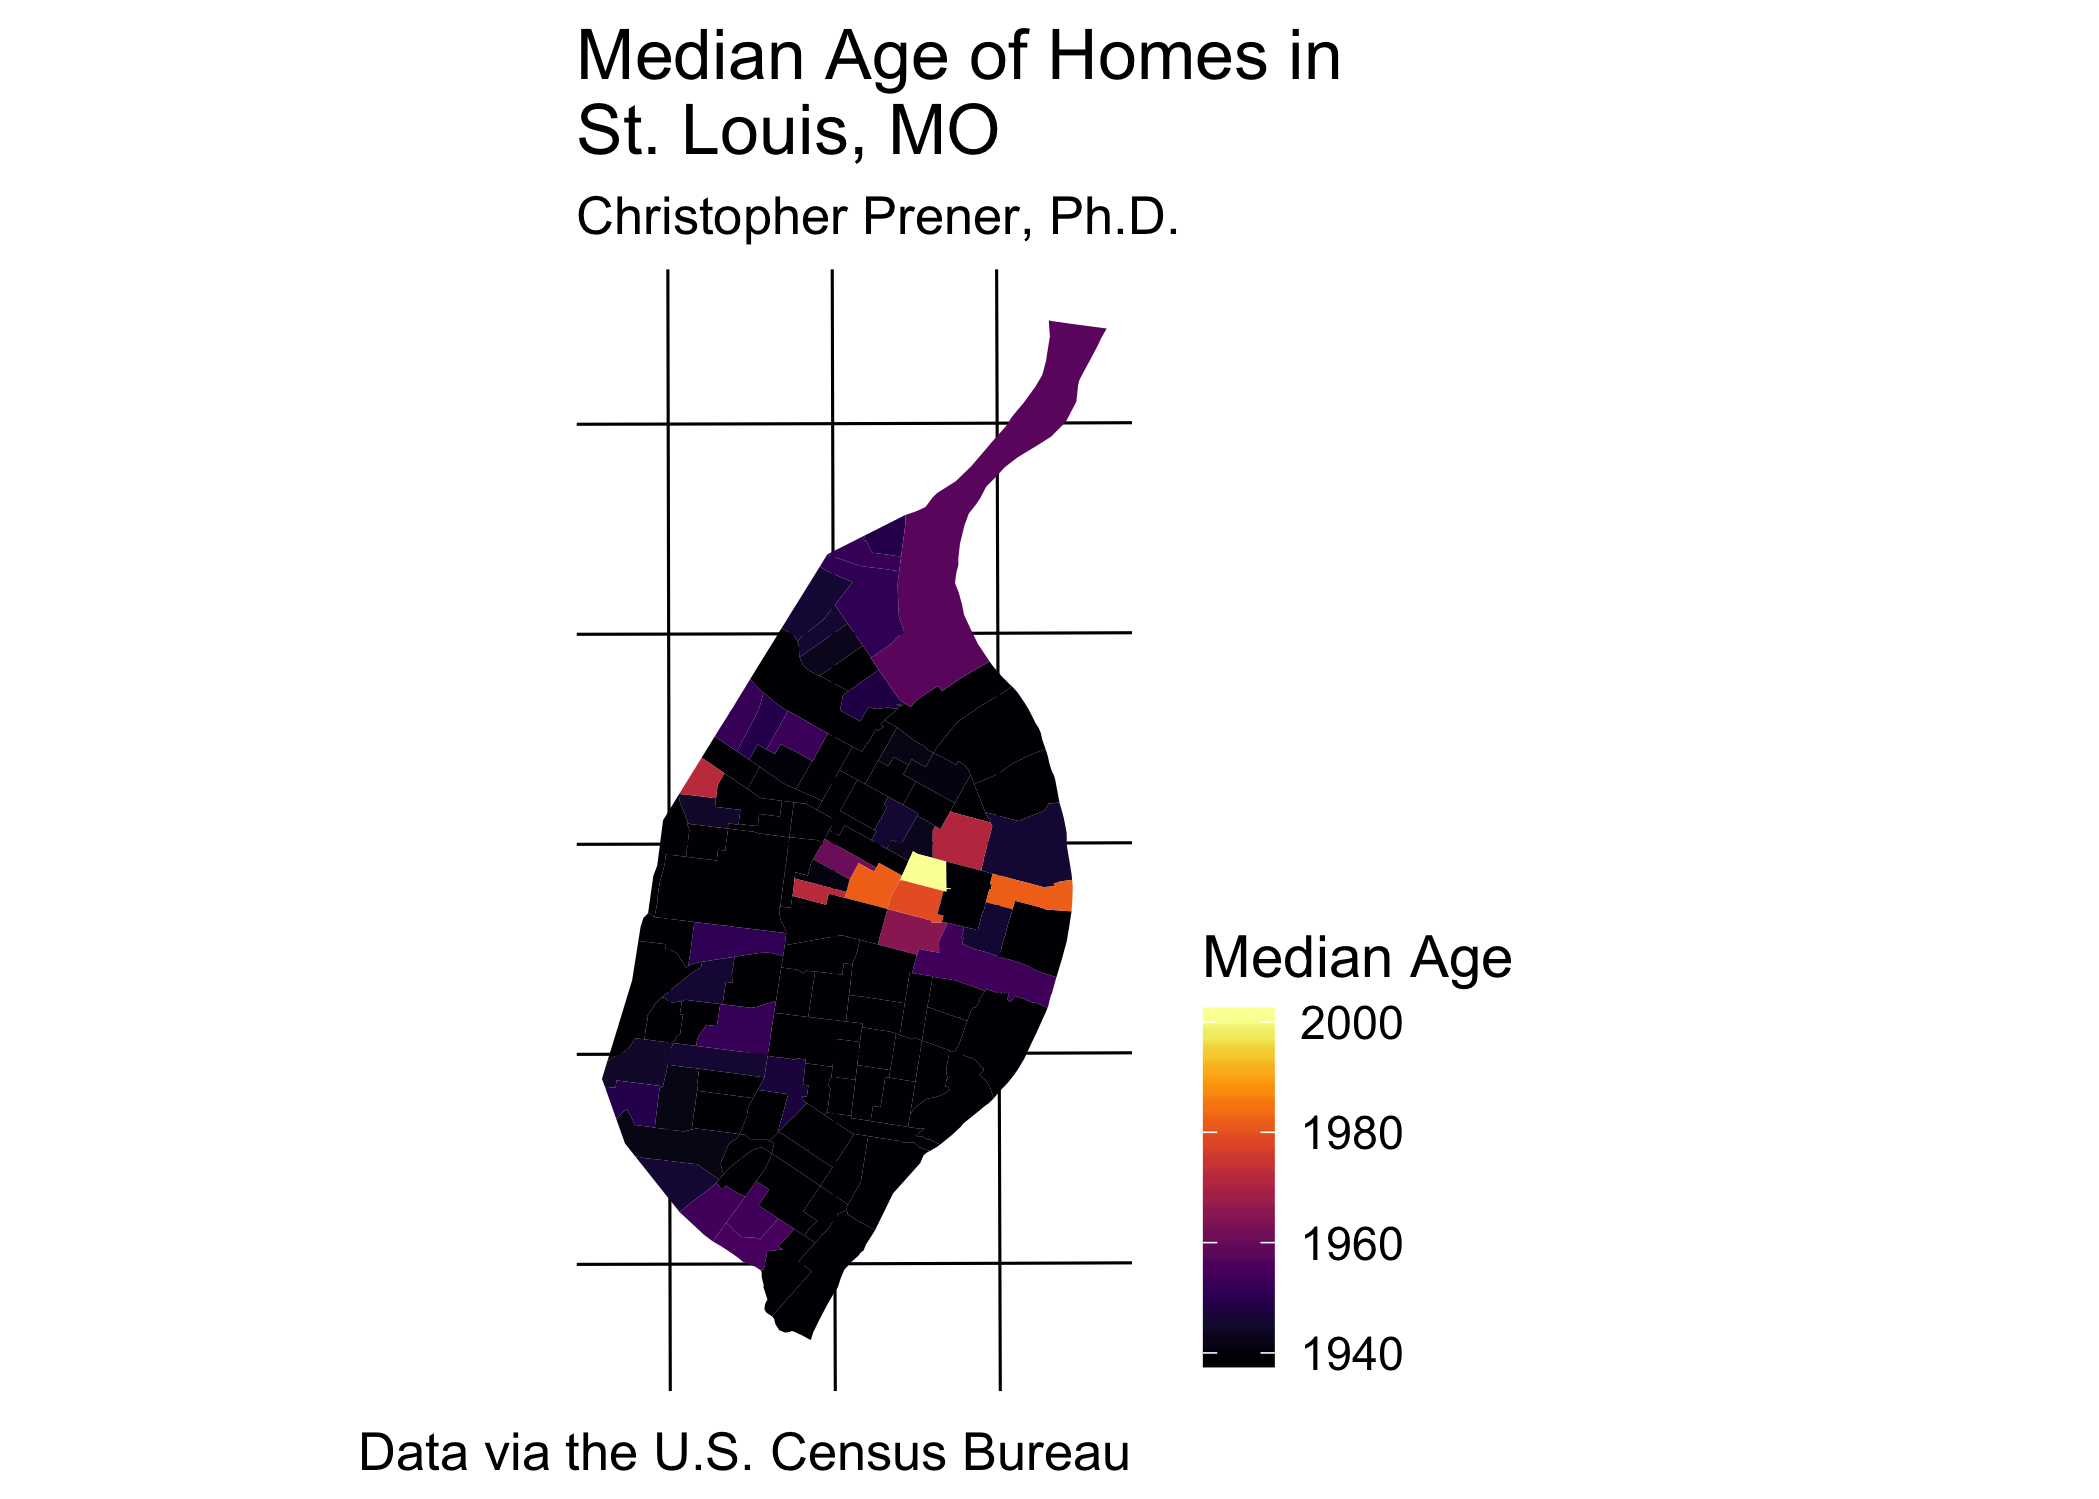 Median Age of Homes in
St. Louis, MO
Christopher Prener, Ph.D.
Median Age
2000
1980
1960
1940
Data via the U.S. Census Bureau